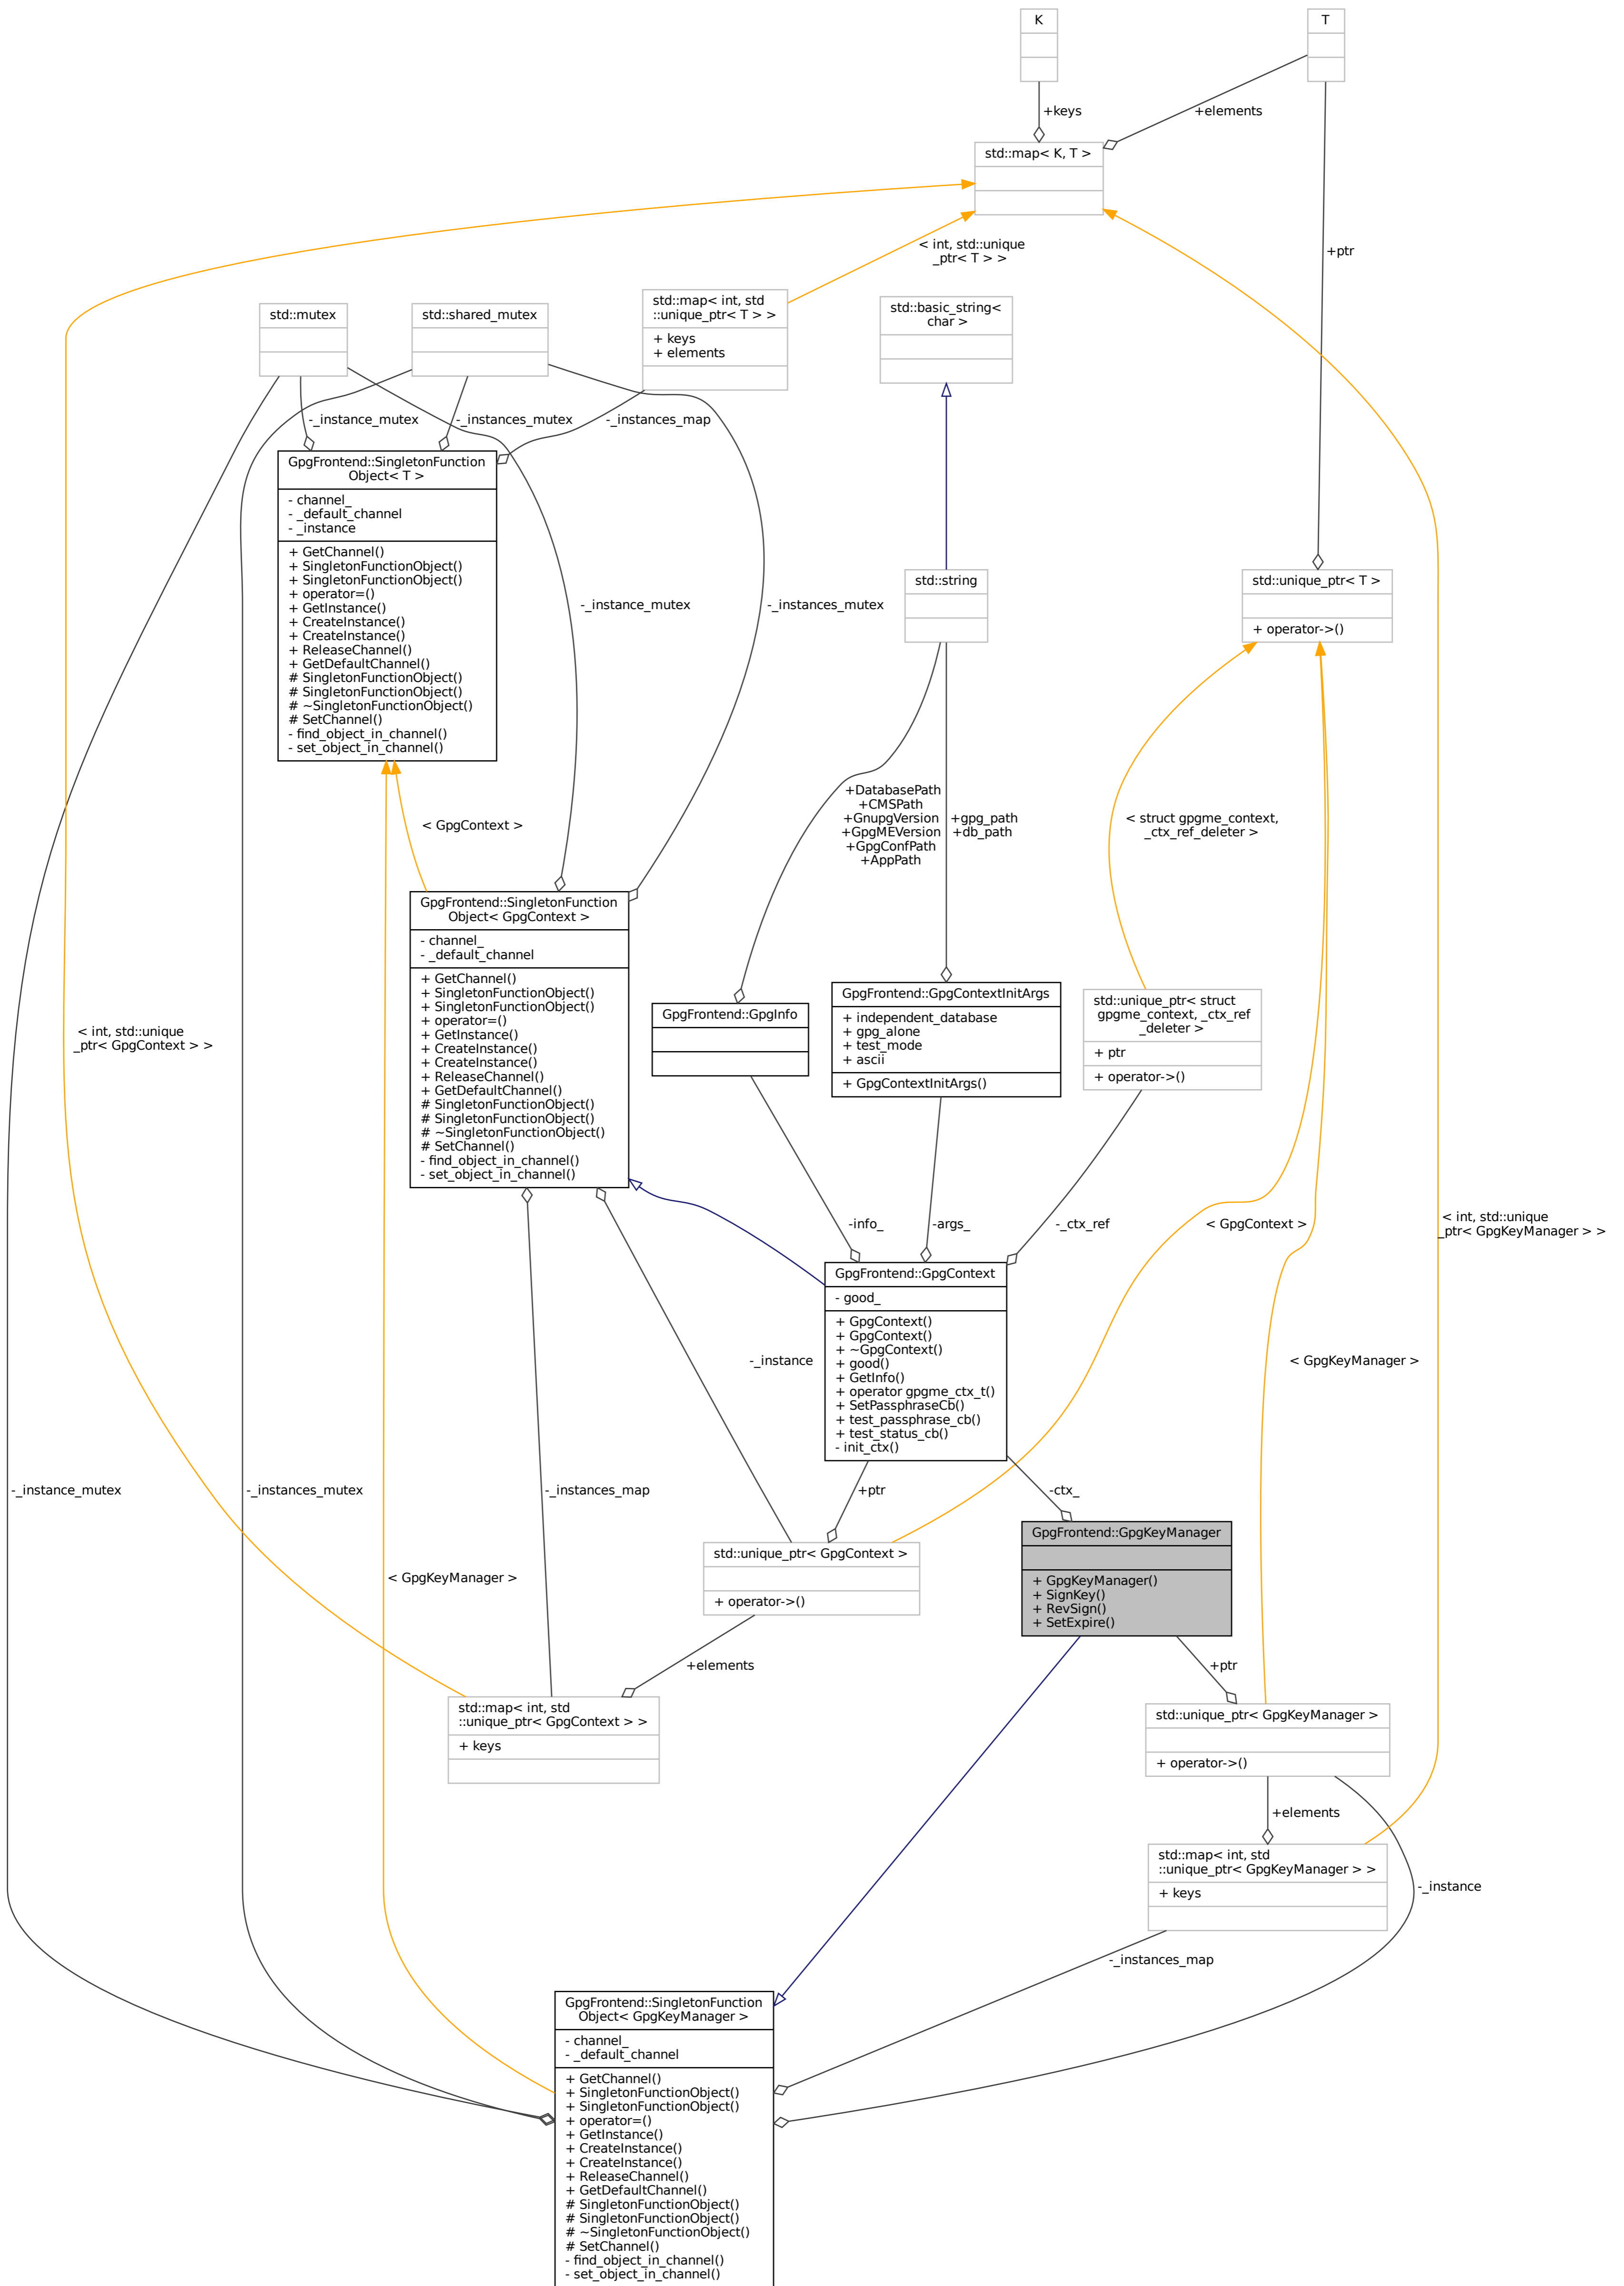 K
T
+keys
+elements
std::map< K, T >
+ptr
< int, std::unique
_ptr< T > >
std::mutex
std::shared_mutex
std::map< int, std
::unique_ptr< T > >
+ keys
+ elements
std::basic_string<
char >
-_instance_mutex
-_instances_mutex
-_instances_map
GpgFrontend::SingletonFunction
Object< T >
- channel_
- _default_channel
- _instance
+ GetChannel()
+ SingletonFunctionObject()
+ SingletonFunctionObject()
+ operator=()
+ GetInstance()
+ CreateInstance()
+ CreateInstance()
+ ReleaseChannel()
+ GetDefaultChannel()
# SingletonFunctionObject()
# SingletonFunctionObject()
# ~SingletonFunctionObject()
# SetChannel()
- find_object_in_channel()
- set_object_in_channel()
-_instance_mutex
-_instances_mutex
std::string
std::unique_ptr< T >
+ operator->()
< GpgContext >
+DatabasePath
+CMSPath
+GnupgVersion
+GpgMEVersion
+GpgConfPath
+AppPath
+gpg_path
+db_path
< struct gpgme_context,
_ctx_ref_deleter >
GpgFrontend::SingletonFunction
Object< GpgContext >
- channel_
- _default_channel
+ GetChannel()
+ SingletonFunctionObject()
+ SingletonFunctionObject()
+ operator=()
+ GetInstance()
+ CreateInstance()
+ CreateInstance()
+ ReleaseChannel()
+ GetDefaultChannel()
# SingletonFunctionObject()
# SingletonFunctionObject()
# ~SingletonFunctionObject()
# SetChannel()
- find_object_in_channel()
- set_object_in_channel()
GpgFrontend::GpgInfo
GpgFrontend::GpgContextInitArgs
+ independent_database
+ gpg_alone
+ test_mode
+ ascii
+ GpgContextInitArgs()
std::unique_ptr< struct
gpgme_context, _ctx_ref
_deleter >
+ ptr
+ operator->()
< int, std::unique
_ptr< GpgContext > >
-info_
-args_
-_ctx_ref
< GpgContext >
< int, std::unique
_ptr< GpgKeyManager > >
GpgFrontend::GpgContext
- good_
+ GpgContext()
+ GpgContext()
+ ~GpgContext()
+ good()
+ GetInfo()
+ operator gpgme_ctx_t()
+ SetPassphraseCb()
+ test_passphrase_cb()
+ test_status_cb()
- init_ctx()
-_instance
< GpgKeyManager >
-_instance_mutex
-_instances_mutex
-_instances_map
+ptr
-ctx_
GpgFrontend::GpgKeyManager
+ GpgKeyManager()
+ SignKey()
+ RevSign()
+ SetExpire()
std::unique_ptr< GpgContext >
+ operator->()
< GpgKeyManager >
+elements
+ptr
std::map< int, std
::unique_ptr< GpgContext > >
+ keys
std::unique_ptr< GpgKeyManager >
+ operator->()
+elements
std::map< int, std
::unique_ptr< GpgKeyManager > >
+ keys
-_instance
-_instances_map
GpgFrontend::SingletonFunction
Object< GpgKeyManager >
- channel_
- _default_channel
+ GetChannel()
+ SingletonFunctionObject()
+ SingletonFunctionObject()
+ operator=()
+ GetInstance()
+ CreateInstance()
+ CreateInstance()
+ ReleaseChannel()
+ GetDefaultChannel()
# SingletonFunctionObject()
# SingletonFunctionObject()
# ~SingletonFunctionObject()
# SetChannel()
- find_object_in_channel()
- set_object_in_channel()